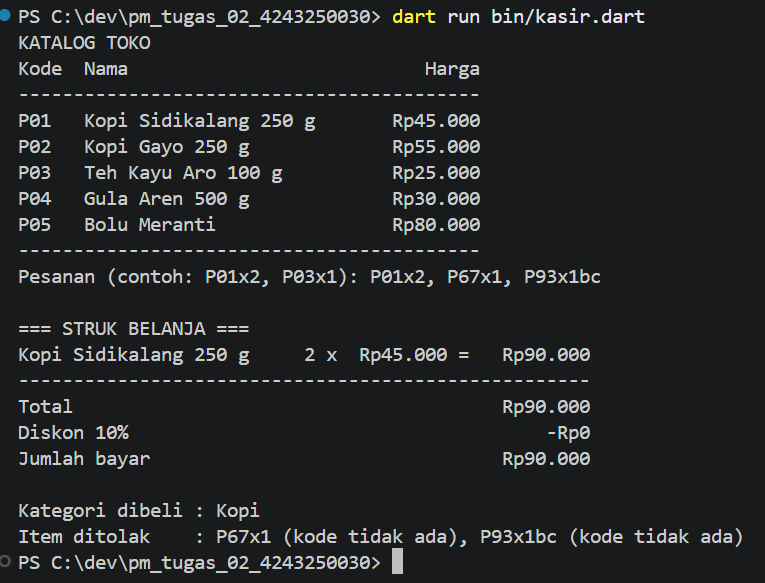 PS C:\dev\pm_tugas_02_4243250030> dart run bin/kasir.dart
KATALOG TOKO
Kode  Nama                           Harga
------------------------------------------
P01   Kopi Sidikalang 250 g       Rp45.000
P02   Kopi Gayo 250 g             Rp55.000
P03   Teh Kayu Aro 100 g          Rp25.000
P04   Gula Aren 500 g             Rp30.000
P05   Bolu Meranti                Rp80.000
------------------------------------------
Pesanan (contoh: P01x2, P03x1): P01x2, P67x1, P93x1bc

=== STRUK BELANJA ===
Kopi Sidikalang 250 g     2 x  Rp45.000 =   Rp90.000
----------------------------------------------------
Total                                       Rp90.000
Diskon 10%                                      -Rp0
Jumlah bayar                                Rp90.000

Kategori dibeli : Kopi
Item ditolak    : P67x1 (kode tidak ada), P93x1bc (kode tidak ada)
PS C:\dev\pm_tugas_02_4243250030>